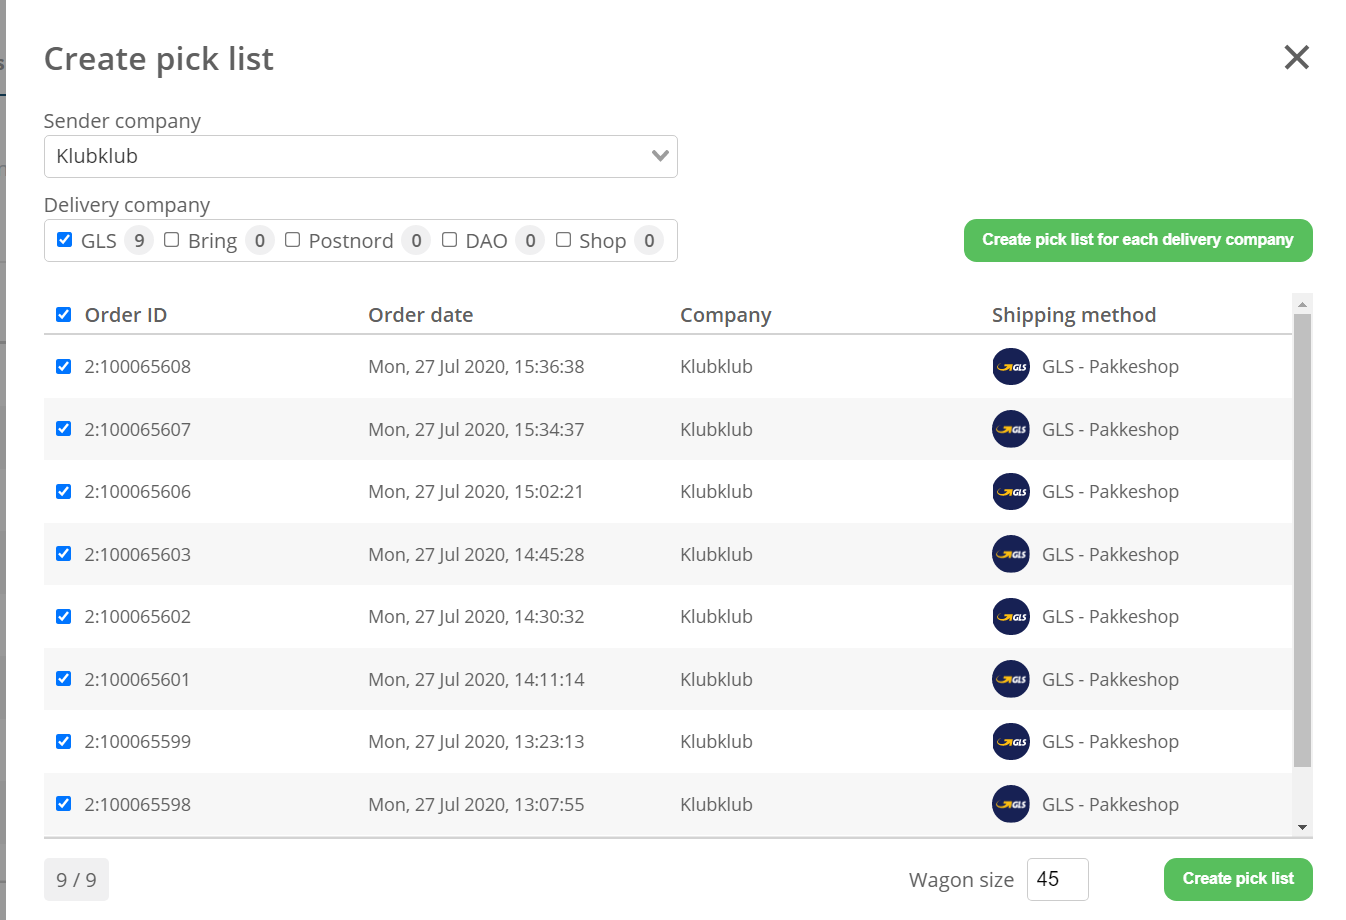 Create pick list
Sender company
Klubklub
Delivery company
GLS 9 Bring 0 Postnord 0 DAO 0 Shop 0
Create pick list for each delivery company
Order ID Order date Company Shipping method
2:100065608 Mon, 27 Jul 2020, 15:36:38 Klubklub GLS GLS - Pakkeshop
2:100065607 Mon, 27 Jul 2020, 15:34:37 Klubklub GLS GLS - Pakkeshop
2:100065606 Mon, 27 Jul 2020, 15:02:21 Klubklub GLS GLS - Pakkeshop
2:100065603 Mon, 27 Jul 2020, 14:45:28 Klubklub GLS GLS - Pakkeshop
2:100065602 Mon, 27 Jul 2020, 14:30:32 Klubklub GLS GLS - Pakkeshop
2:100065601 Mon, 27 Jul 2020, 14:11:14 Klubklub GLS GLS - Pakkeshop
2:100065599 Mon, 27 Jul 2020, 13:23:13 Klubklub GLS GLS - Pakkeshop
2:100065598 Mon, 27 Jul 2020, 13:07:55 Klubklub GLS GLS - Pakkeshop
9 / 9 Wagon size 45 Create pick list